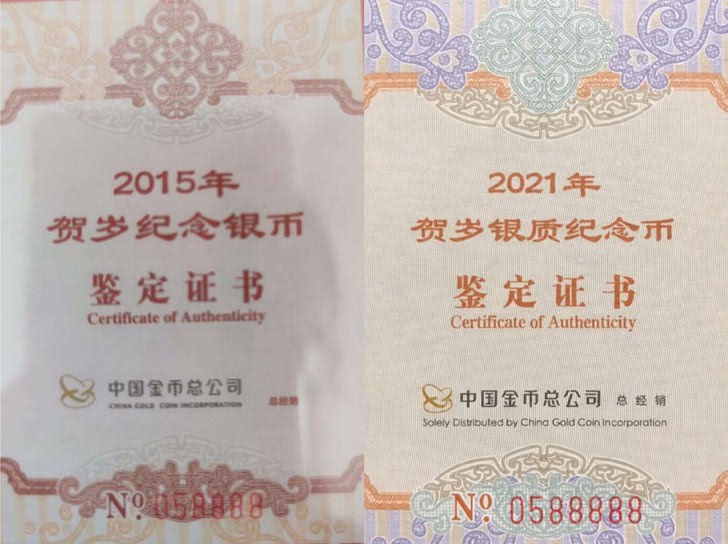 2015年
贺岁纪念银币
鉴定证书
Certificate of Authenticity
中国金币总公司 总经销
CHINA GOLD COIN INCORPORATION
No. 058888
2021年
贺岁银质纪念币
鉴定证书
Certificate of Authenticity
中国金币总公司 总经销
Solely Distributed by China Gold Coin Incorporation
No. 0588888